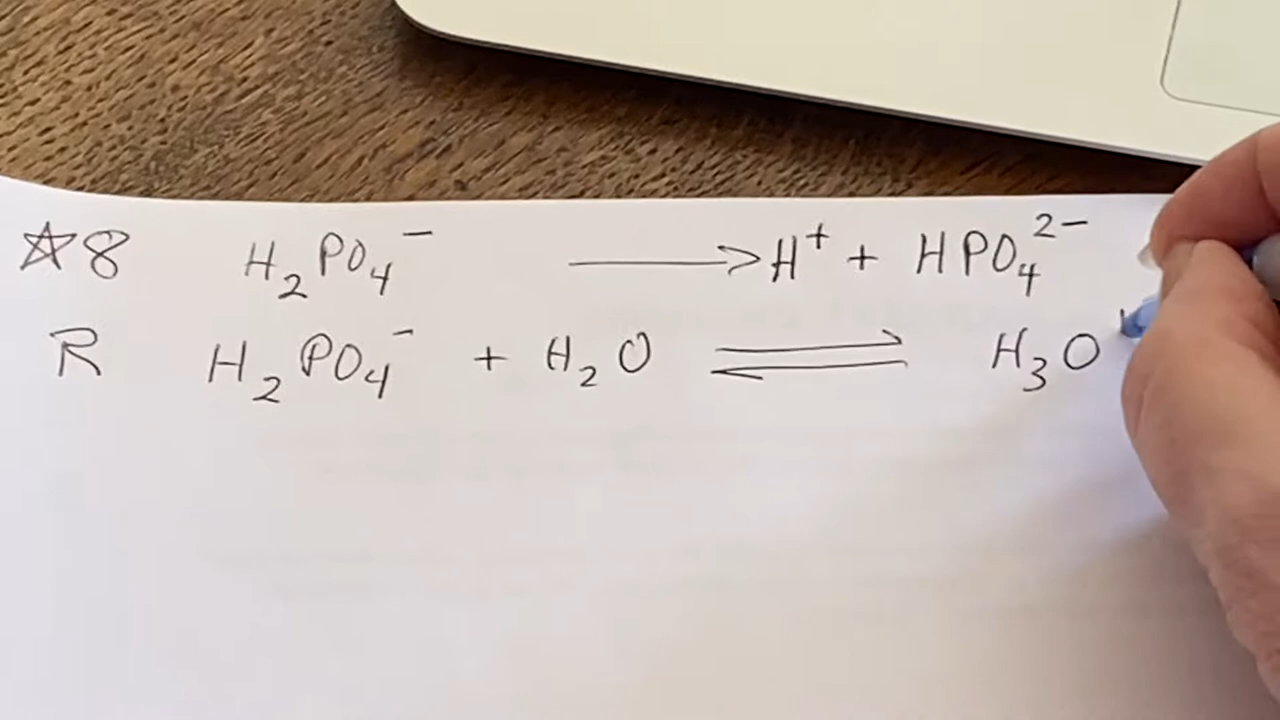 ☆8 H₂PO₄⁻ ⟶ H⁺ + HPO₄²⁻
R H₂PO₄⁻ + H₂O ⇌ H₃O